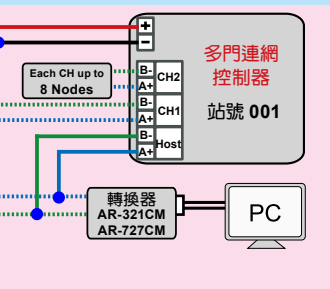 +
−
多門連網
控制器
站號 001
Each CH up to
8 Nodes
B-
A+
CH2
B-
A+
CH1
B-
A+
Host
轉換器
AR-321CM
AR-727CM
PC